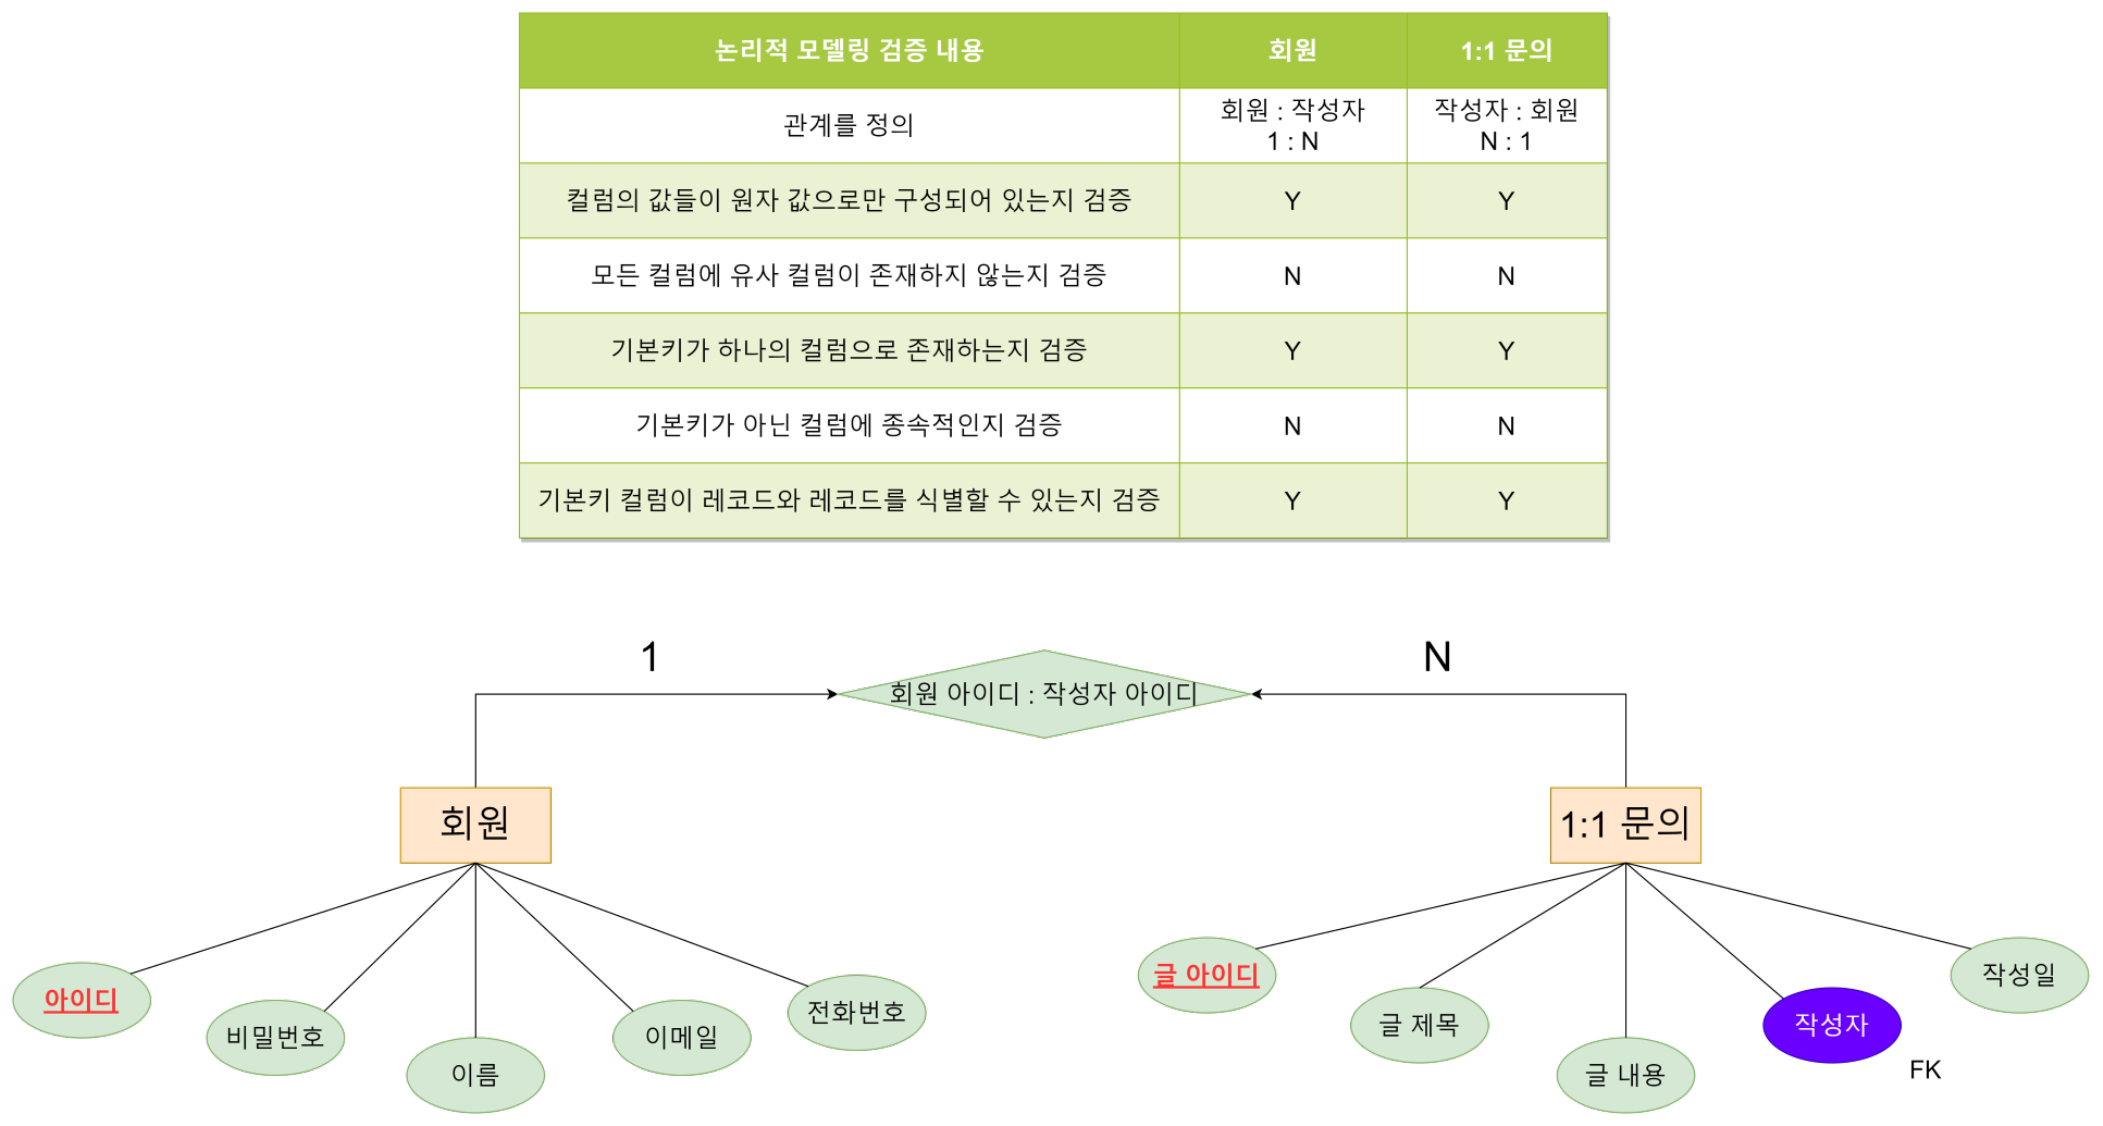 논리적 모델링 검증 내용 회원 1:1 문의
관계를 정의 회원 : 작성자 작성자 : 회원
1 : N N : 1
컬럼의 값들이 원자 값으로만 구성되어 있는지 검증 Y Y
모든 컬럼에 유사 컬럼이 존재하지 않는지 검증 N N
기본키가 하나의 컬럼으로 존재하는지 검증 Y Y
기본키가 아닌 컬럼에 종속적인지 검증 N N
기본키 컬럼이 레코드와 레코드를 식별할 수 있는지 검증 Y Y
1 N
회원 아이디 : 작성자 아이디
회원 1:1 문의
아이디
비밀번호
이름
이메일
전화번호
글 아이디
글 제목
글 내용
작성자
FK
작성일